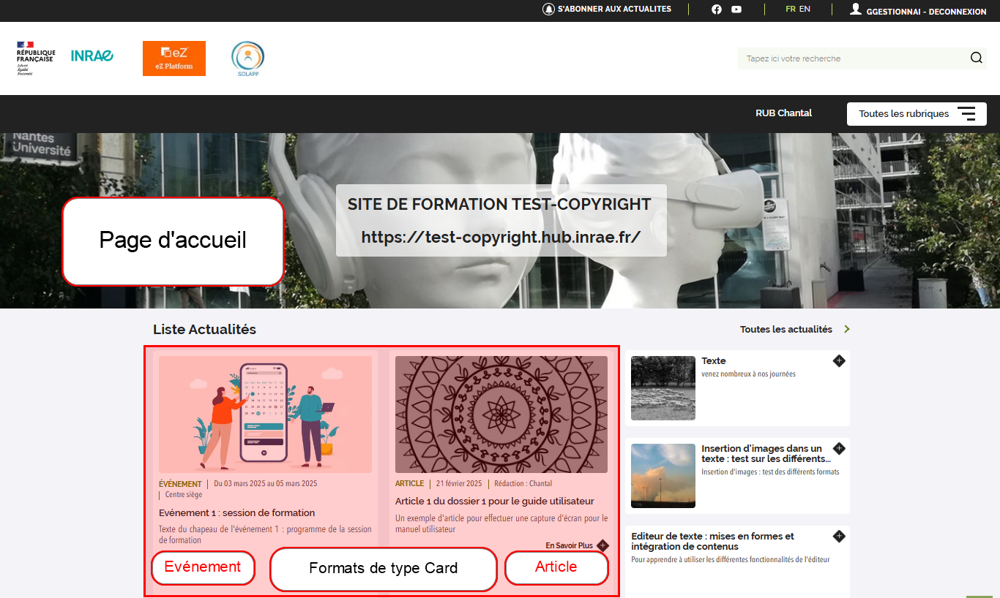 S'ABONNER AUX ACTUALITES
FR EN
GGESTIONNAI - DECONNEXION
RÉPUBLIQUE
FRANÇAISE
Liberté
Égalité
Fraternité
INRAE
eZ
eZ Platform
SOLAPP
Tapez ici votre recherche
RUB Chantal
Toutes les rubriques
Nantes
Université
SITE DE FORMATION TEST-COPYRIGHT
https://test-copyright.hub.inrae.fr/
Page d'accueil
Liste Actualités
Toutes les actualités
ÉVÉNEMENT
Du 03 mars 2025 au 05 mars 2025
Centre siège
Evénement 1 : session de formation
Texte du chapeau de l'événement 1 : programme de la session
de formation
ARTICLE
21 février 2025
Rédaction : Chantal
Article 1 du dossier 1 pour le guide utilisateur
Un exemple d'article pour effectuer une capture d'écran pour le
manuel utilisateur
En Savoir Plus
Evénement
Formats de type Card
Article
Texte
venez nombreux à nos journées
Insertion d'images dans un
texte : test sur les différents...
Insertion d'images : test des différents formats
Editeur de texte : mises en formes et
intégration de contenus
Pour apprendre à utiliser les différentes fonctionnalités de l'éditeur